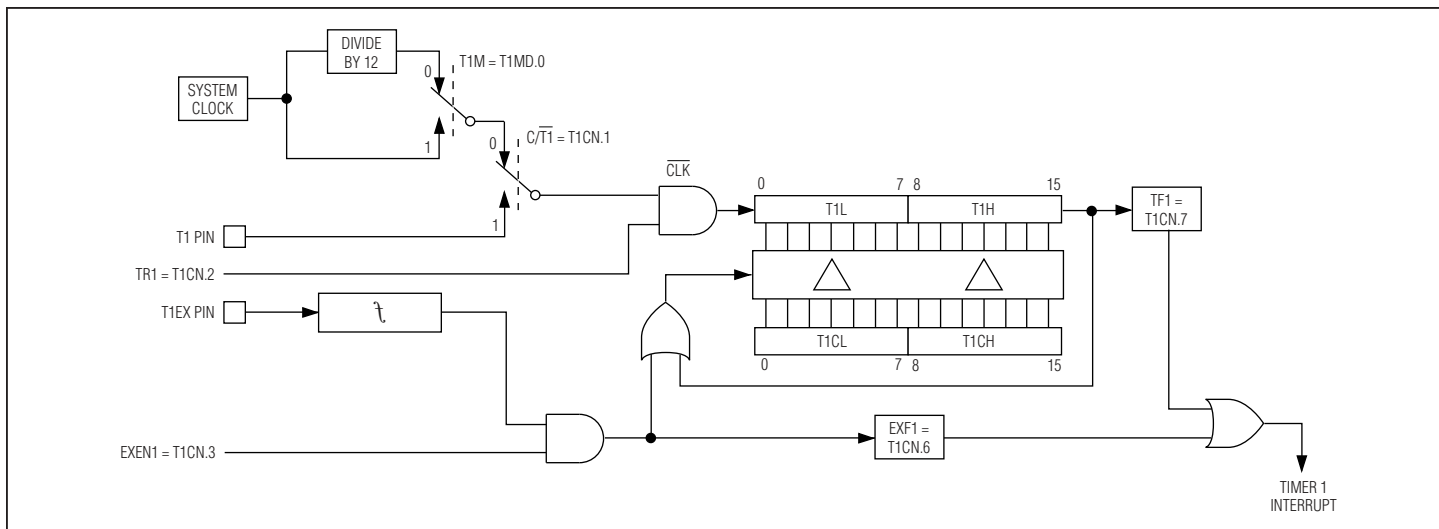 DIVIDE
BY 12
T1M = T1MD.0
0
SYSTEM
CLOCK
1
C/T̅1̅ = T1CN.1
0
C̅L̅K̅
1
T1 PIN
TR1 = T1CN.2
T1EX PIN
0 7 8 15
T1L T1H
TF1 =
T1CN.7
T1CL T1CH
0 7 8 15
EXEN1 = T1CN.3
EXF1 =
T1CN.6
TIMER 1
INTERRUPT